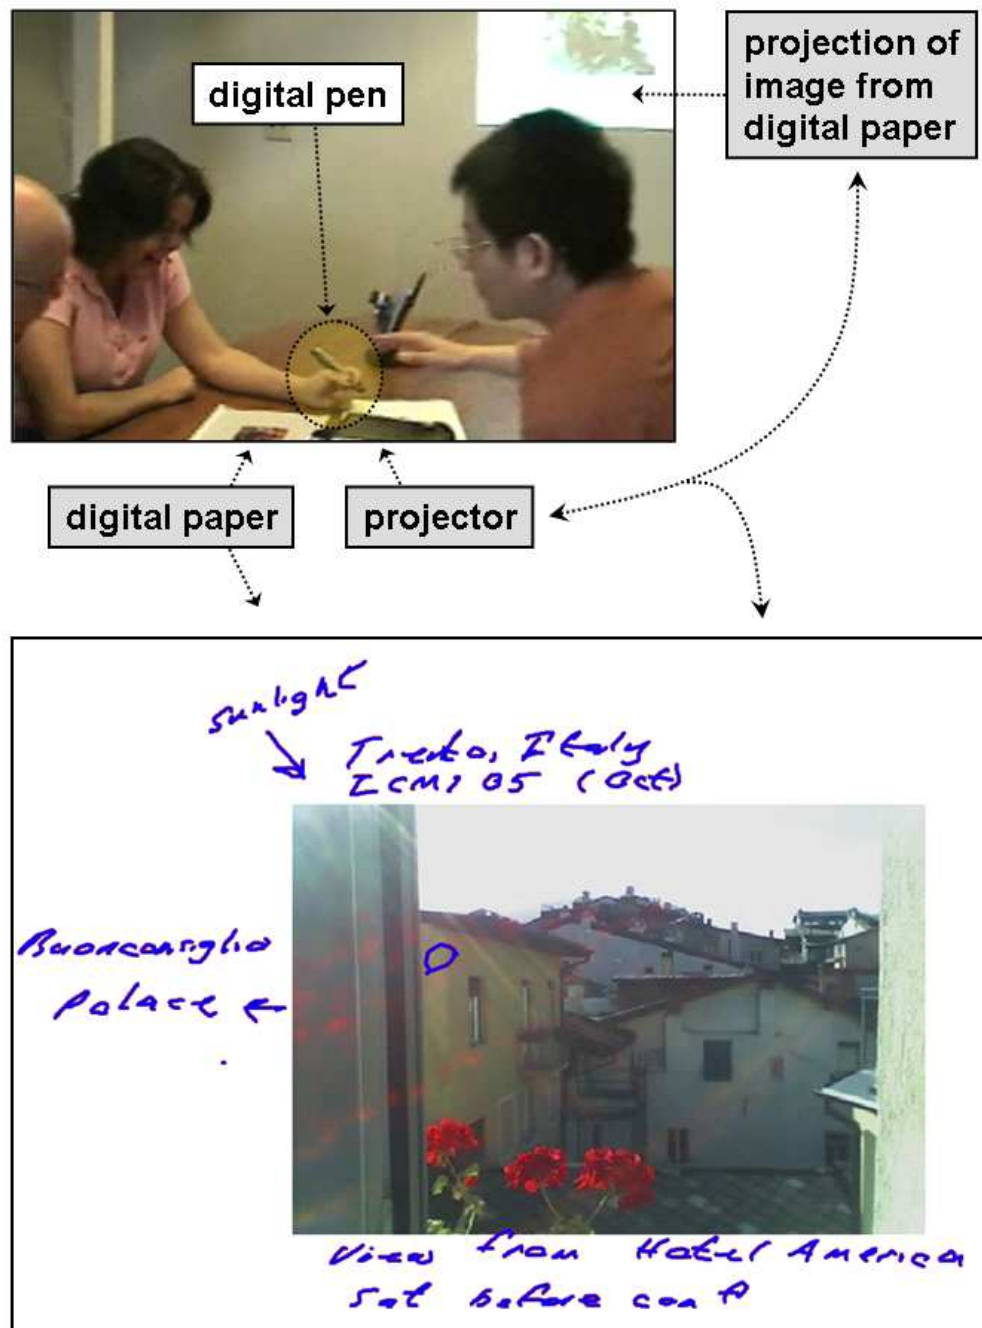 digital pen
projection of
image from
digital paper
digital paper
projector
sunlight
Trento, Italy
ICMI 05 (Oct)
Buonconsiglio
Palace ←
View from Hotel America
Sat before conf